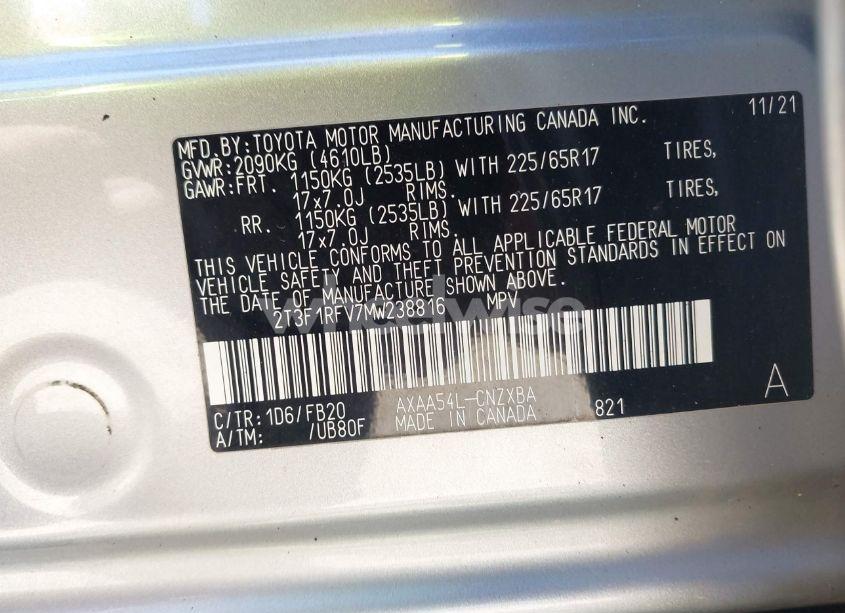 MFD. BY: TOYOTA MOTOR MANUFACTURING CANADA INC. 11/21
GVWR: 2090KG (4610LB)
GAWR: FRT. 1150KG (2535LB) WITH 225/65R17 TIRES,
17x7.0J RIMS.
RR. 1150KG (2535LB) WITH 225/65R17 TIRES,
17x7.0J RIMS.
THIS VEHICLE CONFORMS TO ALL APPLICABLE FEDERAL MOTOR
VEHICLE SAFETY AND THEFT PREVENTION STANDARDS IN EFFECT ON
THE DATE OF MANUFACTURE SHOWN ABOVE.
2T3F1RFV7MW238816 MPV
wheelwise
C/TR: 1D6/FB20 AXAA54L-CNZXBA 821 A
A/TM: /UB80F MADE IN CANADA